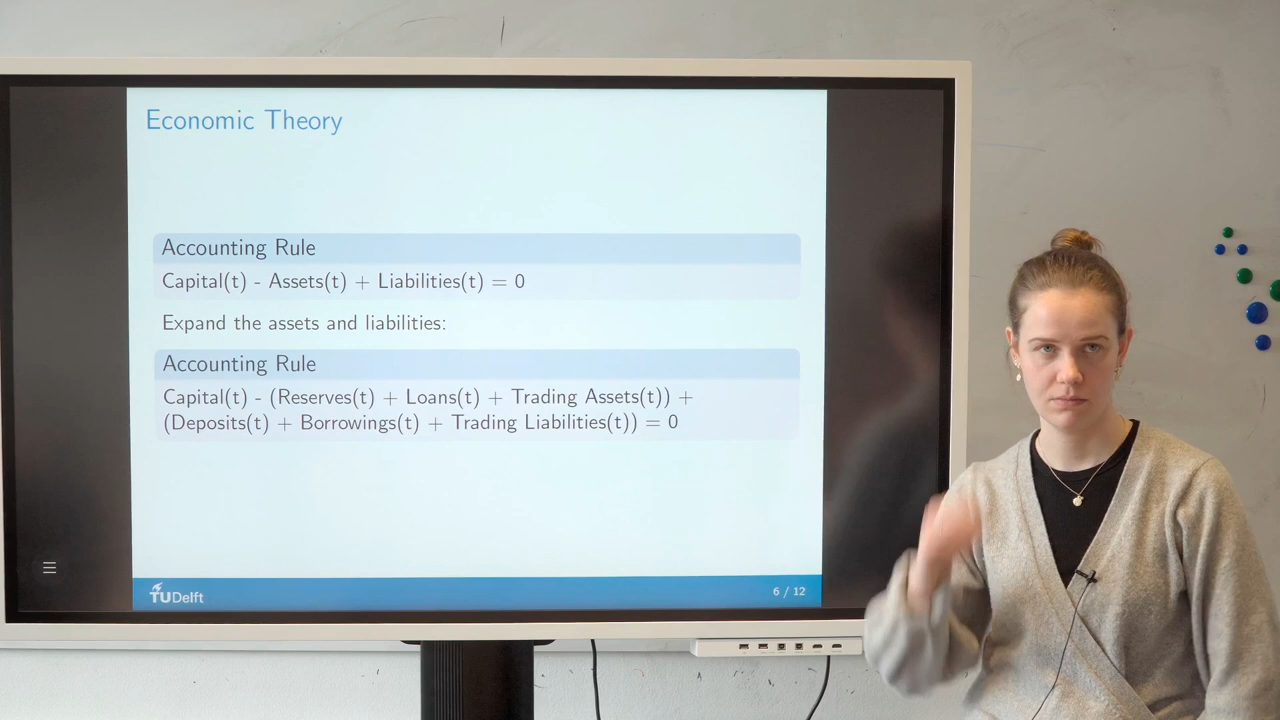 Economic Theory
Accounting Rule
Capital(t) - Assets(t) + Liabilities(t) = 0
Expand the assets and liabilities:
Accounting Rule
Capital(t) - (Reserves(t) + Loans(t) + Trading Assets(t)) +
(Deposits(t) + Borrowings(t) + Trading Liabilities(t)) = 0
TUDelft
6 / 12